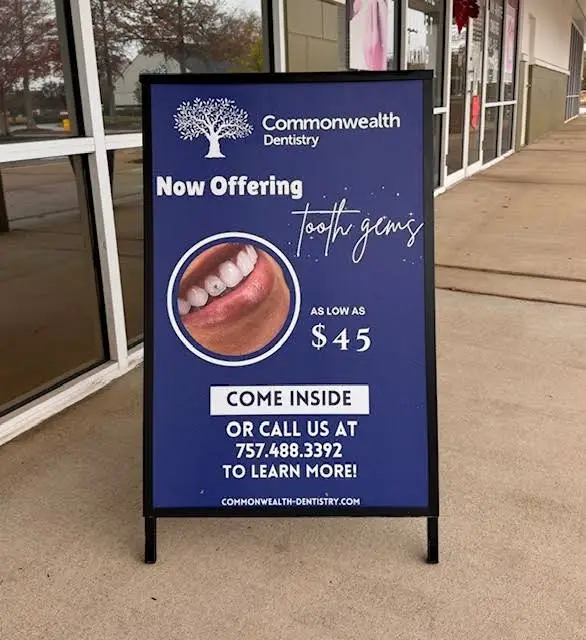 Commonwealth
Dentistry
Now Offering
tooth gems
AS LOW AS
$45
COME INSIDE
OR CALL US AT
757.488.3392
TO LEARN MORE!
COMMONWEALTH-DENTISTRY.COM